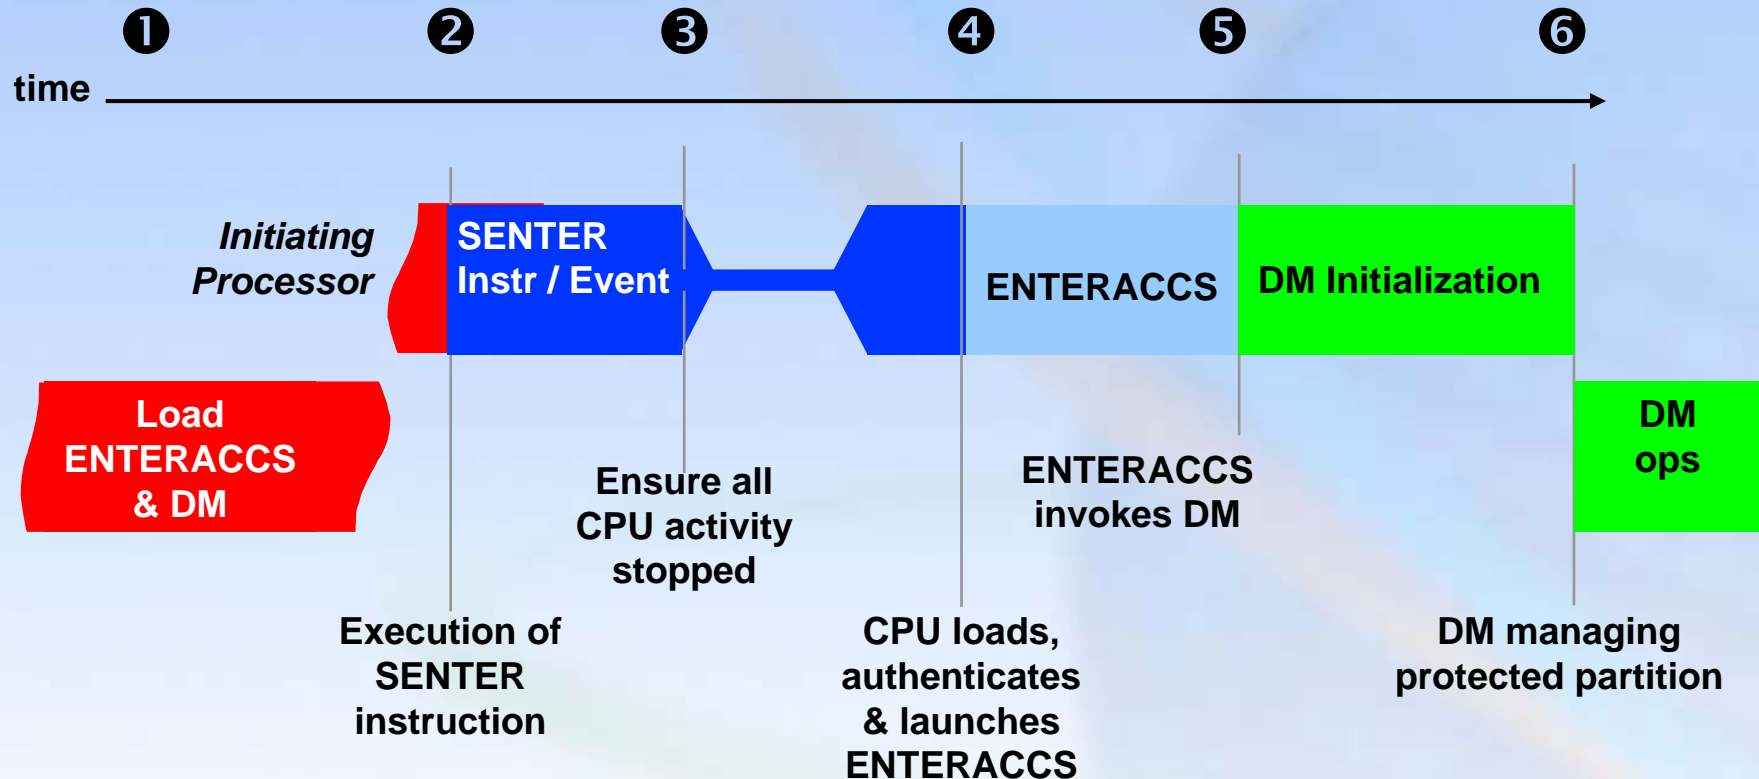 ❶ ❷ ❸ ❹ ❺ ❻
time
Initiating
Processor
SENTER
Instr / Event
ENTERACCS
DM Initialization
Load
ENTERACCS
& DM
DM
ops
Ensure all
CPU activity
stopped
ENTERACCS
invokes DM
Execution of
SENTER
instruction
CPU loads,
authenticates
& launches
ENTERACCS
DM managing
protected partition